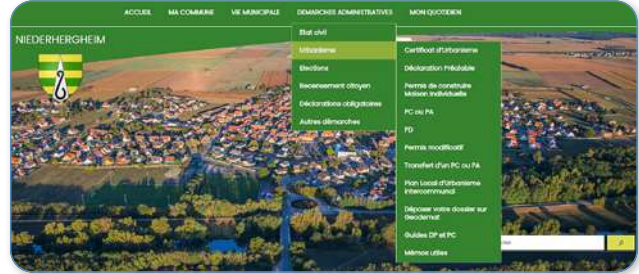 ACCUEIL MA COMMUNE VIE MUNICIPALE DEMARCHES ADMINISTRATIVES MON QUOTIDIEN
NIEDERHERGHEIM
Etat civil
Urbanisme
Elections
Recensement citoyen
Déclarations obligatoires
Autres démarches
Certificat d'Urbanisme
Déclaration Préalable
Permis de construire
Maison Individuelle
PC ou PA
PD
Permis modificatif
Transfert d'un PC ou PA
Plan Local d'Urbanisme
Intercommunal
Déposer votre dossier sur
Geodemat
Guides DP et PC
Mémos utiles